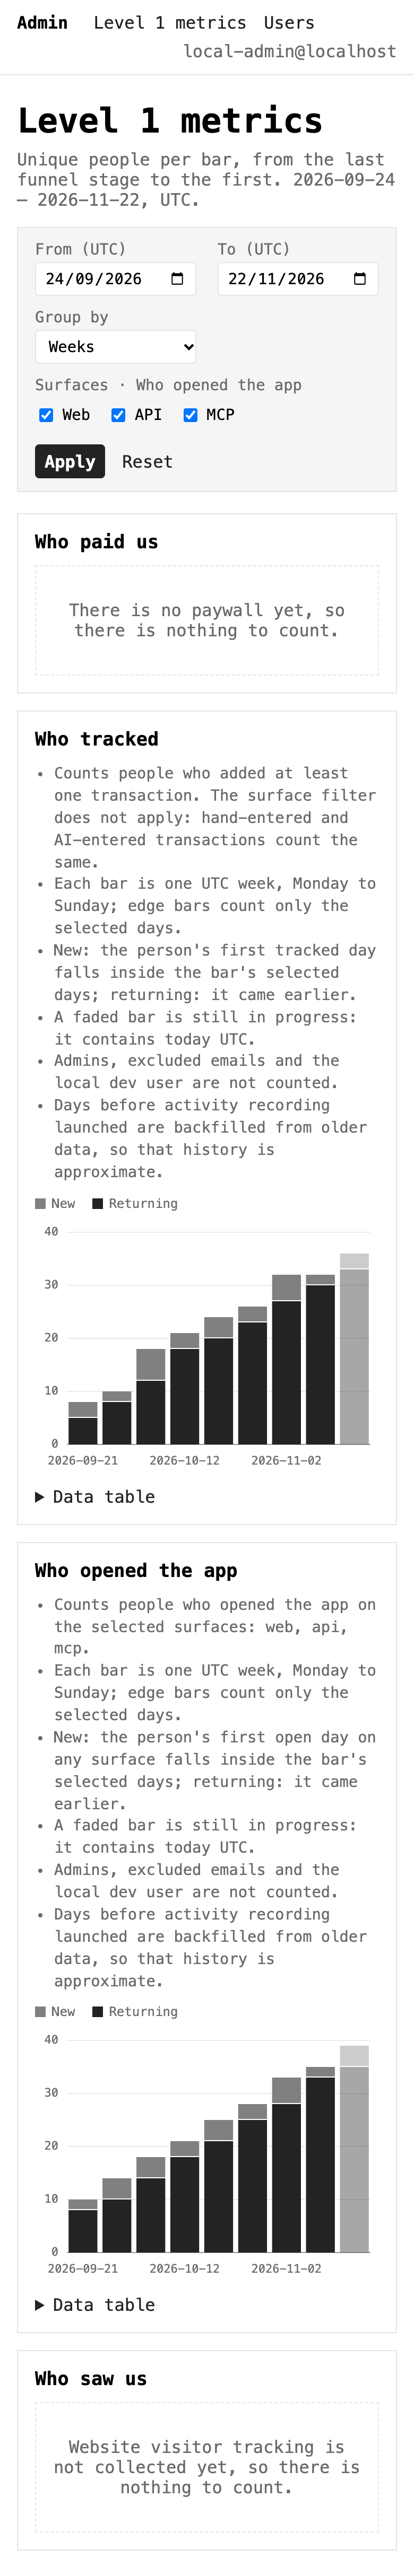 Admin Level 1 metrics Users
local-admin@localhost
Level 1 metrics
Unique people per bar, from the last
funnel stage to the first. 2026-09-24
— 2026-11-22, UTC.
From (UTC) To (UTC)
24/09/2026 22/11/2026
Group by
Weeks
Surfaces · Who opened the app
Web API MCP
Apply Reset
Who paid us
There is no paywall yet, so
there is nothing to count.
Who tracked
• Counts people who added at least
one transaction. The surface filter
does not apply: hand-entered and
AI-entered transactions count the
same.
• Each bar is one UTC week, Monday to
Sunday; edge bars count only the
selected days.
• New: the person's first tracked day
falls inside the bar's selected
days; returning: it came earlier.
• A faded bar is still in progress:
it contains today UTC.
• Admins, excluded emails and the
local dev user are not counted.
• Days before activity recording
launched are backfilled from older
data, so that history is
approximate.
New Returning
40
30
20
10
0
2026-09-21 2026-10-12 2026-11-02
▶ Data table
Who opened the app
• Counts people who opened the app on
the selected surfaces: web, api,
mcp.
• Each bar is one UTC week, Monday to
Sunday; edge bars count only the
selected days.
• New: the person's first open day on
any surface falls inside the bar's
selected days; returning: it came
earlier.
• A faded bar is still in progress:
it contains today UTC.
• Admins, excluded emails and the
local dev user are not counted.
• Days before activity recording
launched are backfilled from older
data, so that history is
approximate.
New Returning
40
30
20
10
0
2026-09-21 2026-10-12 2026-11-02
▶ Data table
Who saw us
Website visitor tracking is
not collected yet, so there is
nothing to count.